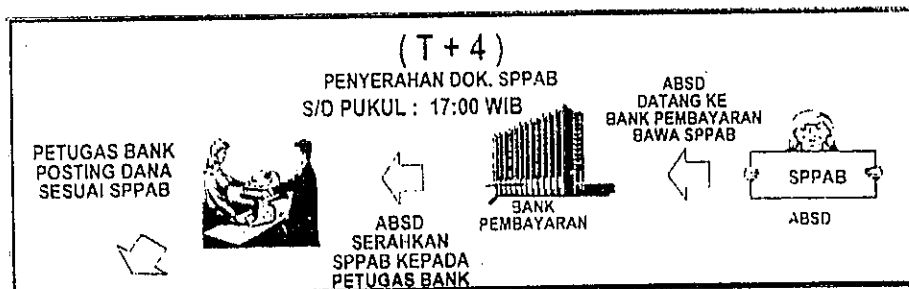 ( T + 4 )
PENYERAHAN DOK. SPPAB
S/D PUKUL : 17:00 WIB
ABSD
DATANG KE
BANK PEMBAYARAN
BAWA SPPAB
PETUGAS BANK
POSTING DANA
SESUAI SPPAB
SPPAB
ABSD
BANK
PEMBAYARAN
ABSD
SERAHKAN
SPPAB KEPADA
PETUGAS BANK